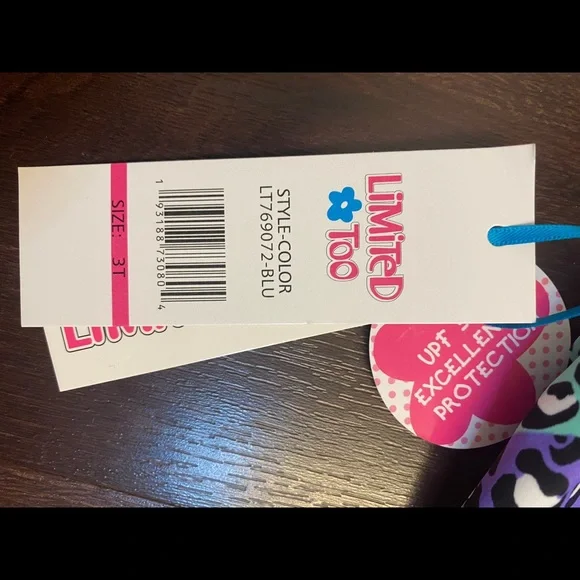 LiMiTeD
Too
STYLE-COLOR
LT769072-BLU
1 93188 73080 4
SIZE: 3T
UPF
EXCELLENT
PROTECTION